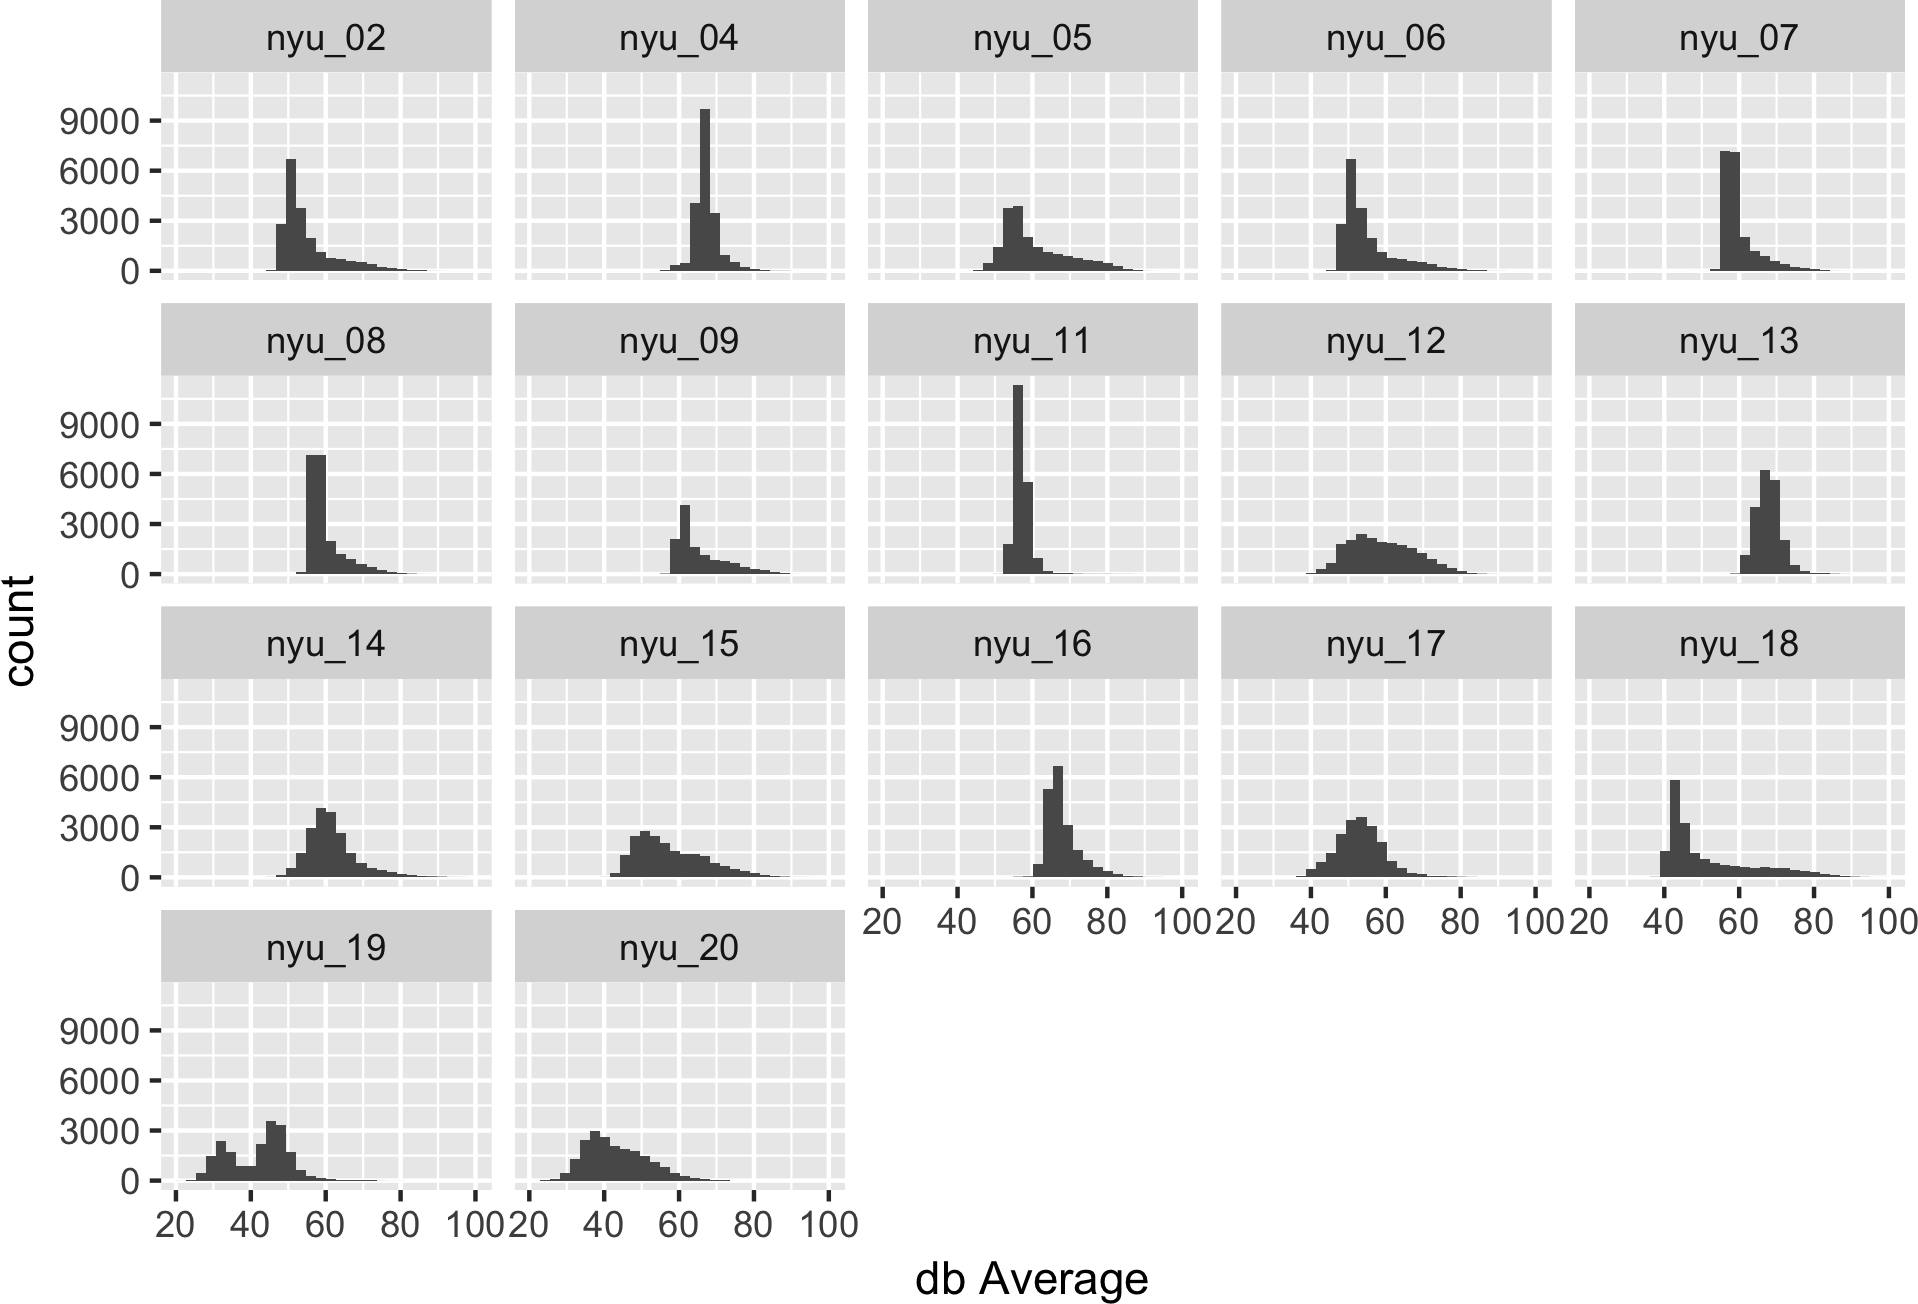 nyu_02 nyu_04 nyu_05 nyu_06 nyu_07
9000
6000
3000
0
nyu_08 nyu_09 nyu_11 nyu_12 nyu_13
9000
6000
3000
0
count
nyu_14 nyu_15 nyu_16 nyu_17 nyu_18
9000
6000
3000
0
20 40 60 80 100 20 40 60 80 100 20 40 60 80 100
nyu_19 nyu_20
9000
6000
3000
0
20 40 60 80 100 20 40 60 80 100
db Average